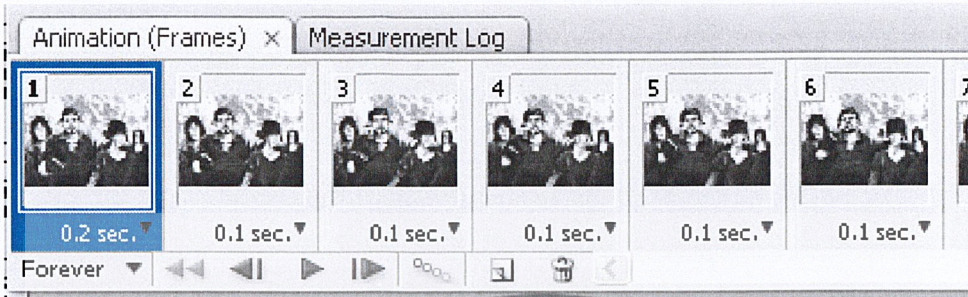 Animation (Frames) × Measurement Log
1 2 3 4 5 6 7
0.2 sec. 0.1 sec. 0.1 sec. 0.1 sec. 0.1 sec. 0.1 sec.
Forever